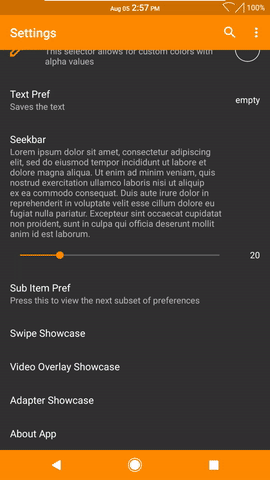 Aug 05 2:57 PM 100%
Settings
This selector allows for custom colors with
alpha values
Text Pref
Saves the text
empty
Seekbar
Lorem ipsum dolor sit amet, consectetur adipiscing
elit, sed do eiusmod tempor incididunt ut labore et
dolore magna aliqua. Ut enim ad minim veniam, quis
nostrud exercitation ullamco laboris nisi ut aliquip
ex ea commodo consequat. Duis aute irure dolor in
reprehenderit in voluptate velit esse cillum dolore eu
fugiat nulla pariatur. Excepteur sint occaecat cupidatat
non proident, sunt in culpa qui officia deserunt mollit
anim id est laborum.
20
Sub Item Pref
Press this to view the next subset of preferences
Swipe Showcase
Video Overlay Showcase
Adapter Showcase
About App